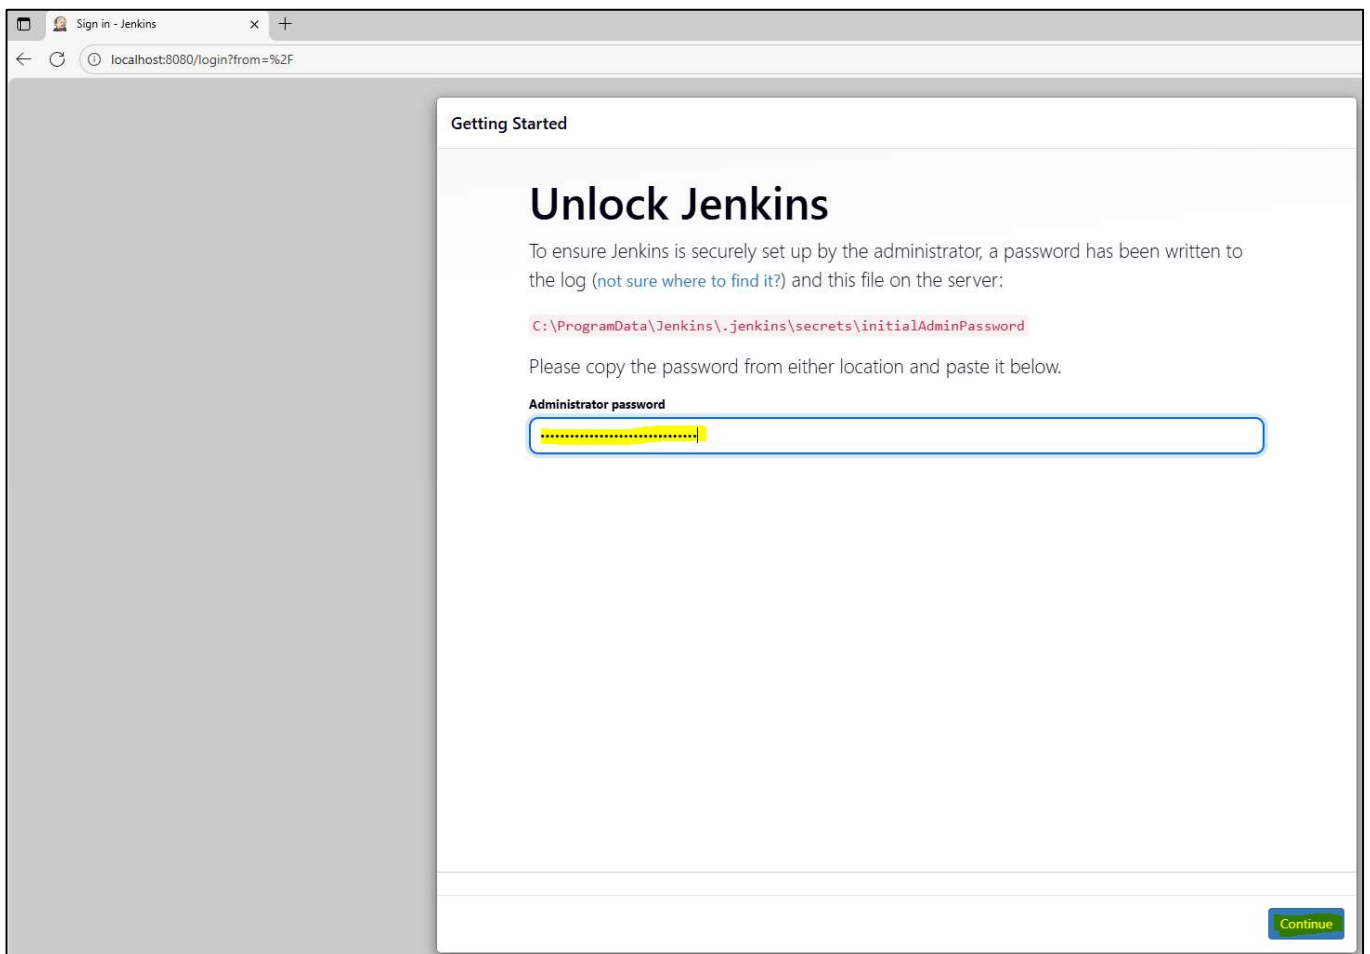 Sign in - Jenkins
localhost:8080/login?from=%2F
Getting Started
Unlock Jenkins
To ensure Jenkins is securely set up by the administrator, a password has been written to
the log (not sure where to find it?) and this file on the server:
C:\ProgramData\Jenkins\.jenkins\secrets\initialAdminPassword
Please copy the password from either location and paste it below.
Administrator password
Continue